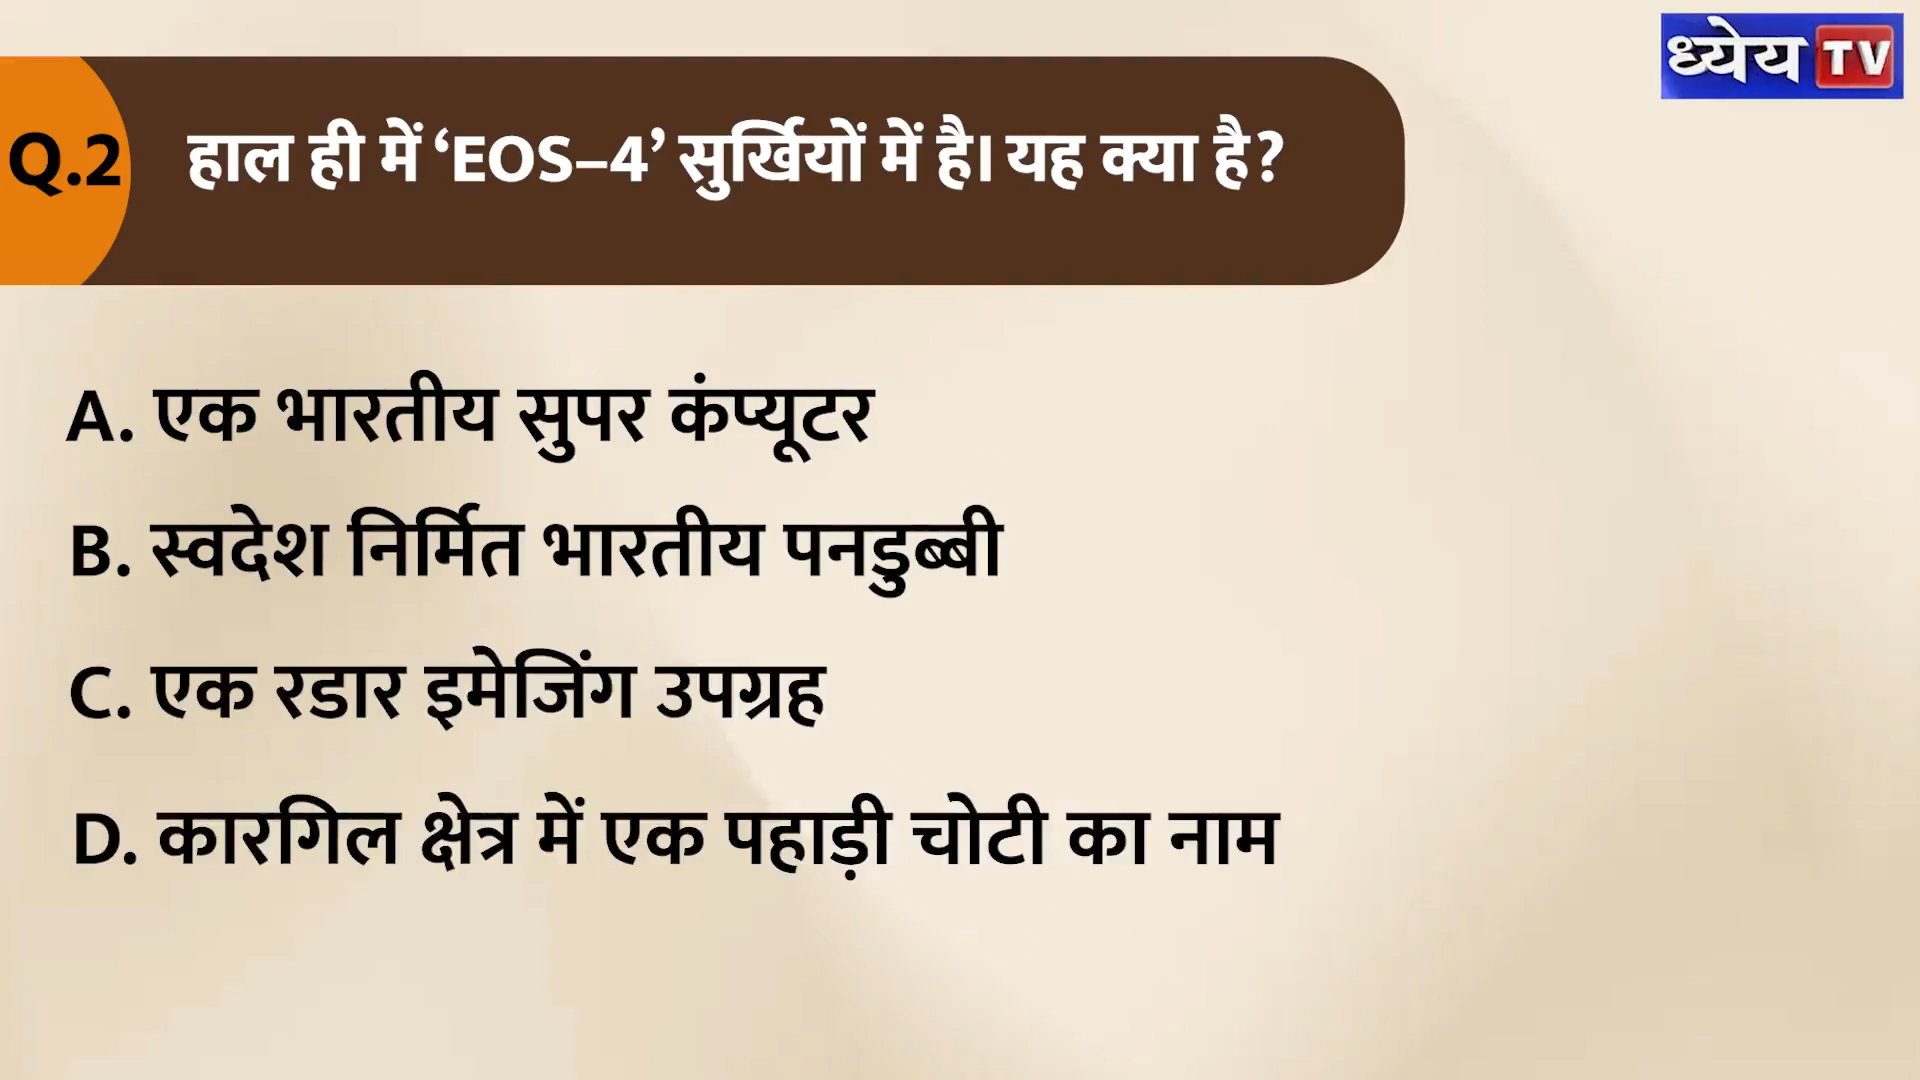 ध्येय TV
Q.2 हाल ही में ‘EOS–4’ सुर्खियों में है। यह क्या है?
A. एक भारतीय सुपर कंप्यूटर
B. स्वदेश निर्मित भारतीय पनडुब्बी
C. एक रडार इमेजिंग उपग्रह
D. कारगिल क्षेत्र में एक पहाड़ी चोटी का नाम